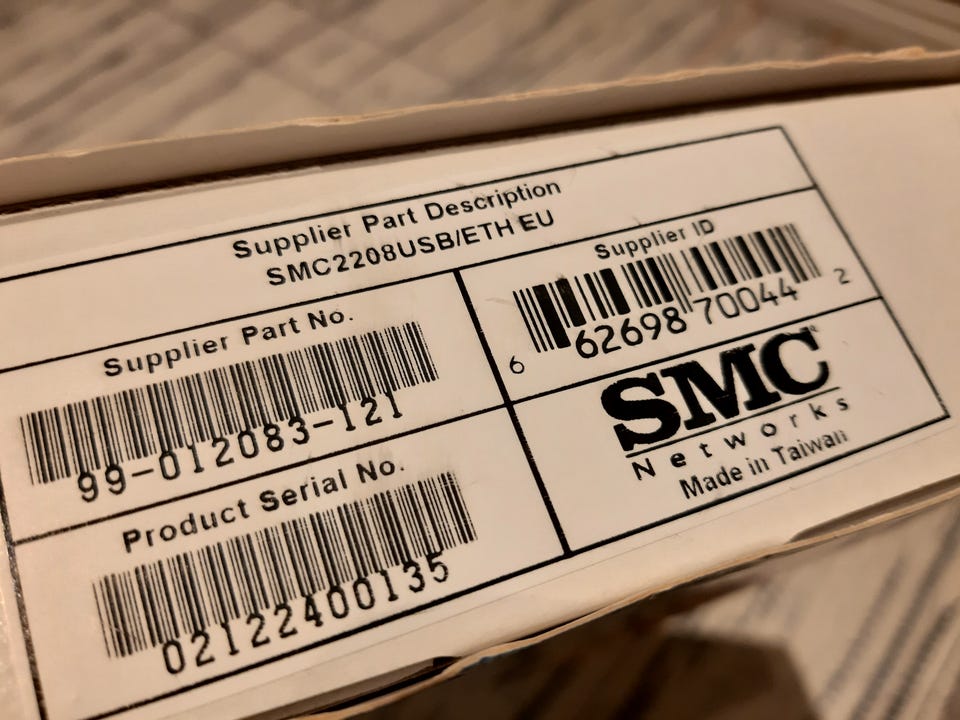 Supplier Part Description
SMC2208USB/ETH EU
Supplier Part No.
99-012083-121
Supplier ID
6 62698 70044 2
Product Serial No.
02122400135
SMC®
Networks
Made in Taiwan